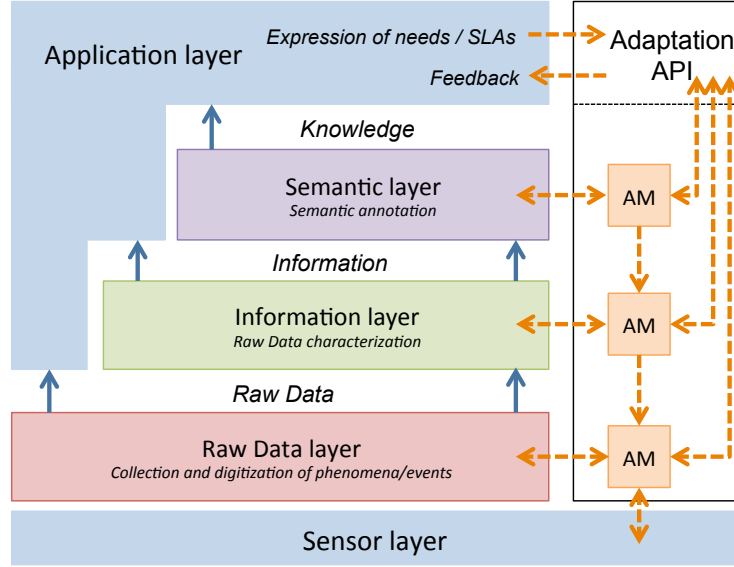 Application layer
Expression of needs / SLAs
Feedback
Adaptation
API
Knowledge
Semantic layer
Semantic annotation
AM
Information
Information layer
Raw Data characterization
AM
Raw Data
Raw Data layer
Collection and digitization of phenomena/events
AM
Sensor layer